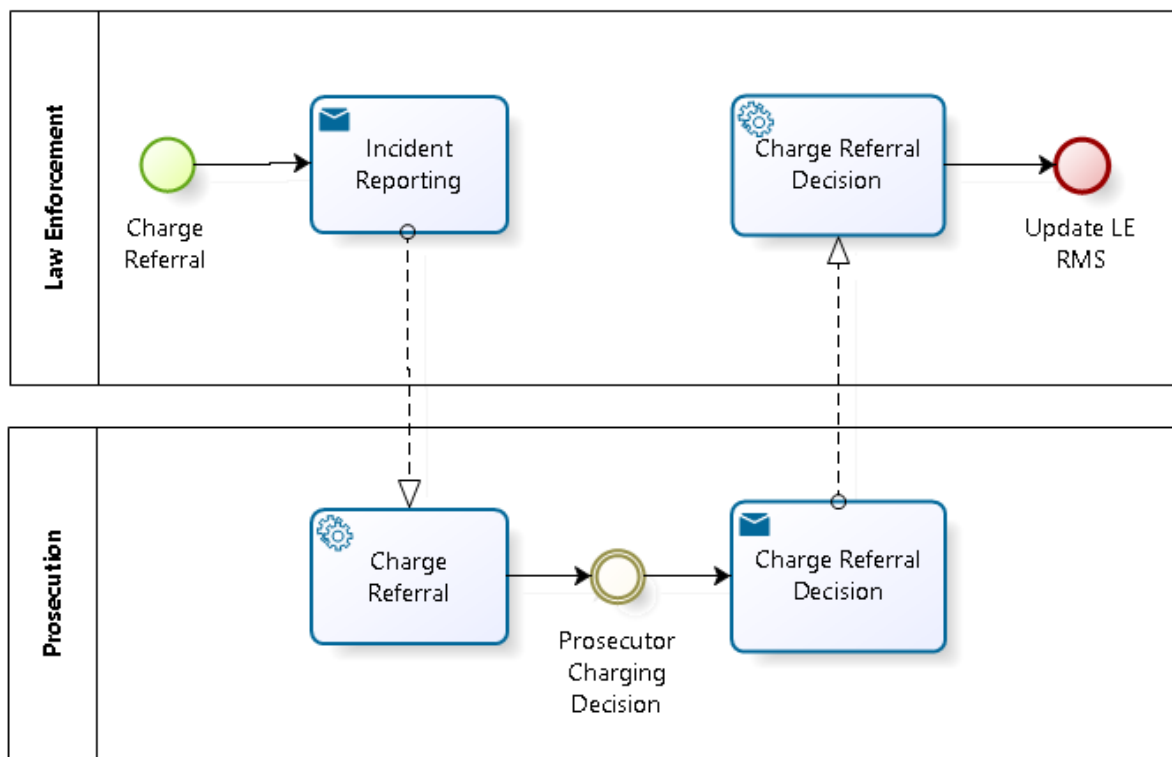 Law Enforcement
Incident
Reporting
Charge Referral
Decision
Charge
Referral
Update LE
RMS
Prosecution
Charge
Referral
Charge Referral
Decision
Prosecutor
Charging
Decision